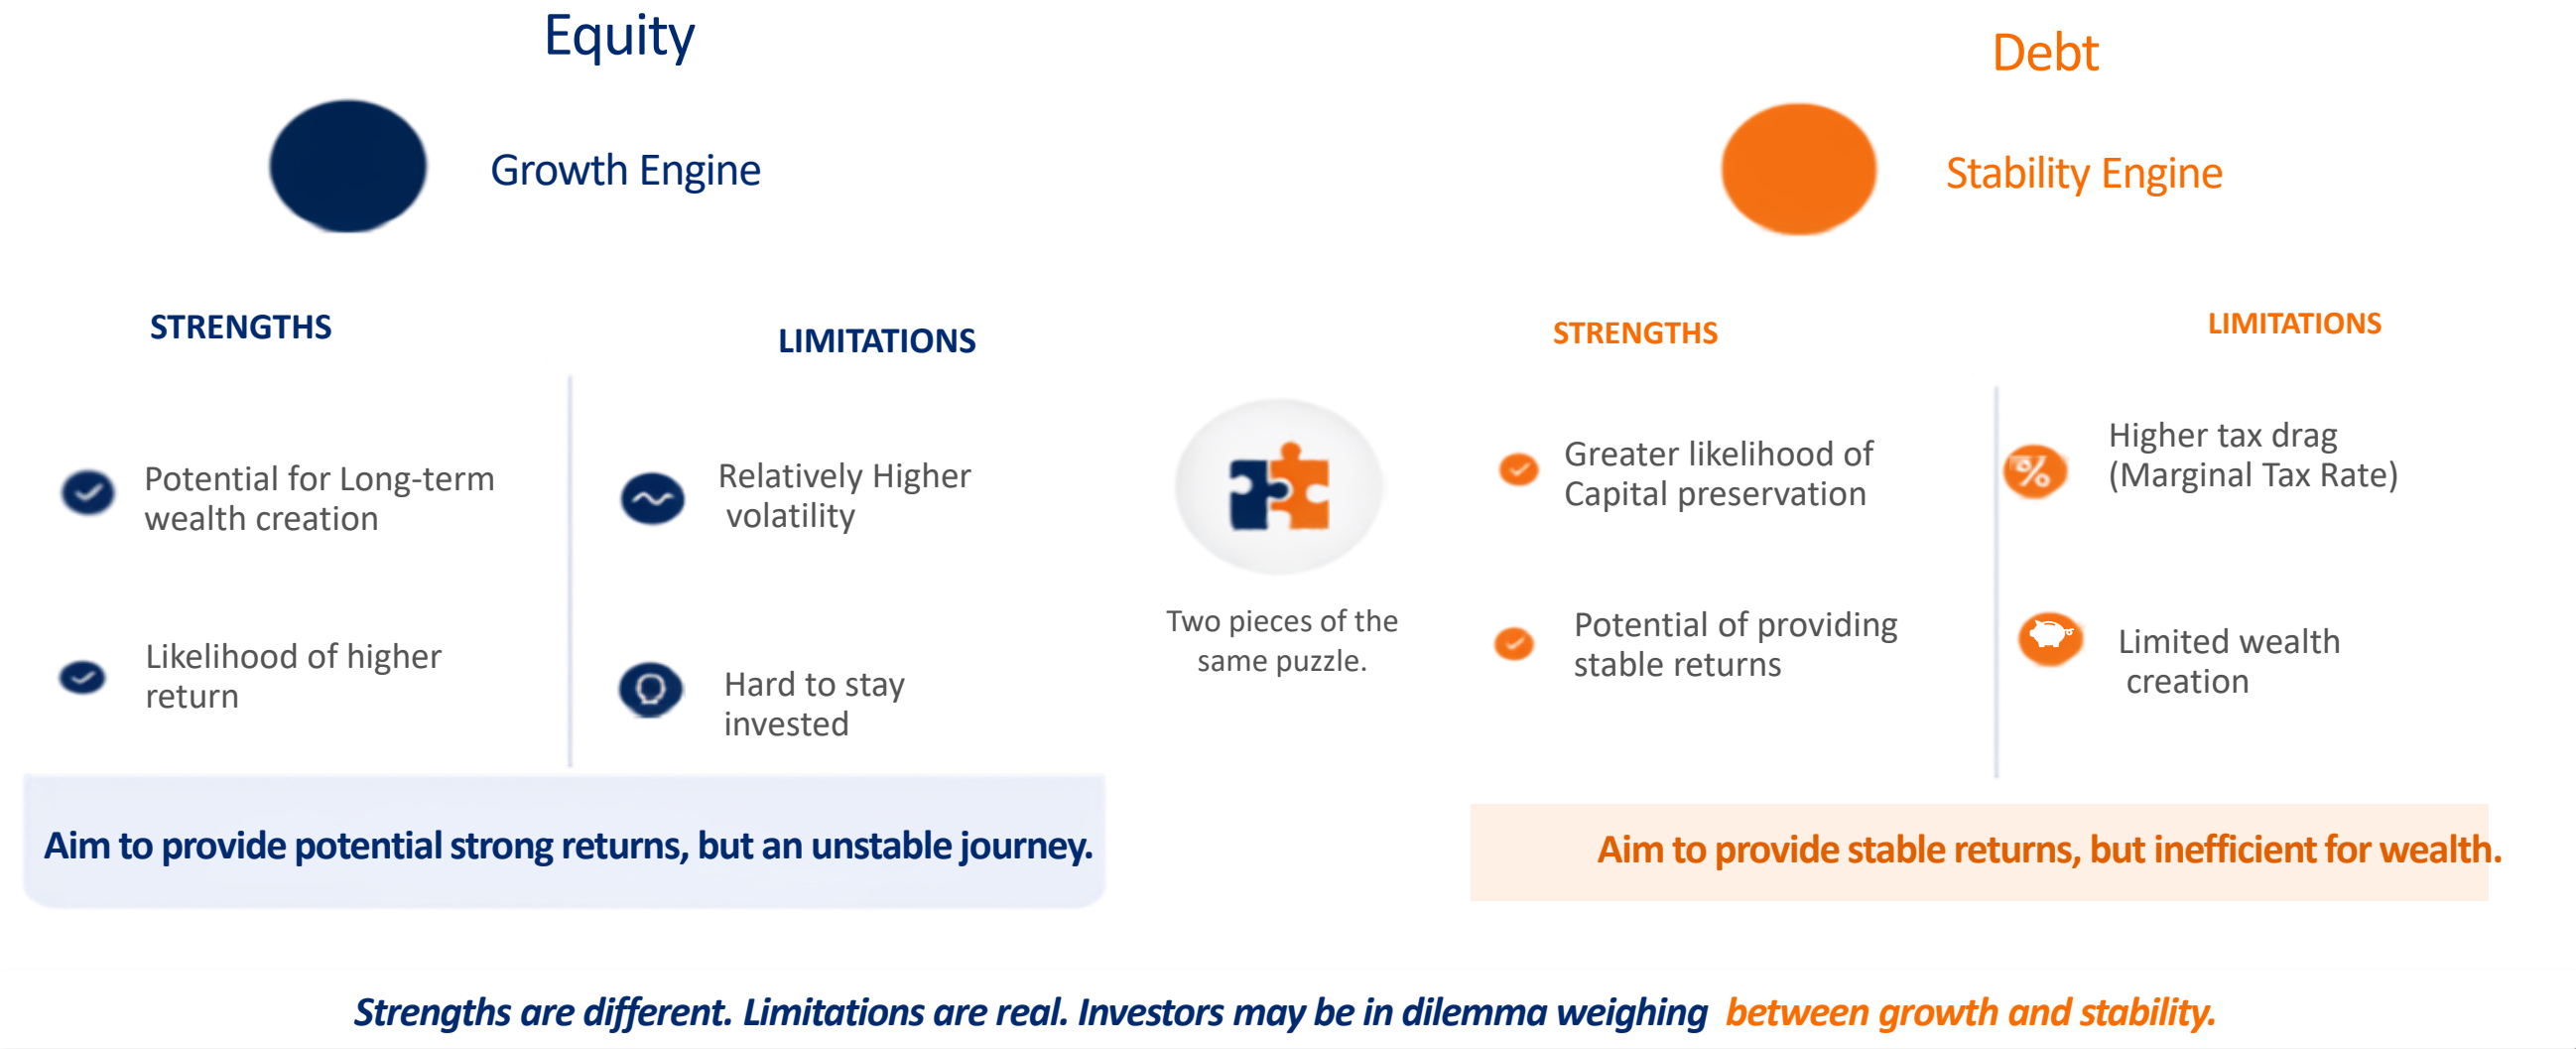 Equity
Growth Engine
STRENGTHS
LIMITATIONS
Potential for Long-term
wealth creation
Relatively Higher
volatility
Likelihood of higher
return
Hard to stay
invested
Aim to provide potential strong returns, but an unstable journey.
Two pieces of the
same puzzle.
Debt
Stability Engine
STRENGTHS
LIMITATIONS
Greater likelihood of
Capital preservation
%
Higher tax drag
(Marginal Tax Rate)
Potential of providing
stable returns
Limited wealth
creation
Aim to provide stable returns, but inefficient for wealth.
Strengths are different. Limitations are real. Investors may be in dilemma weighing between growth and stability.